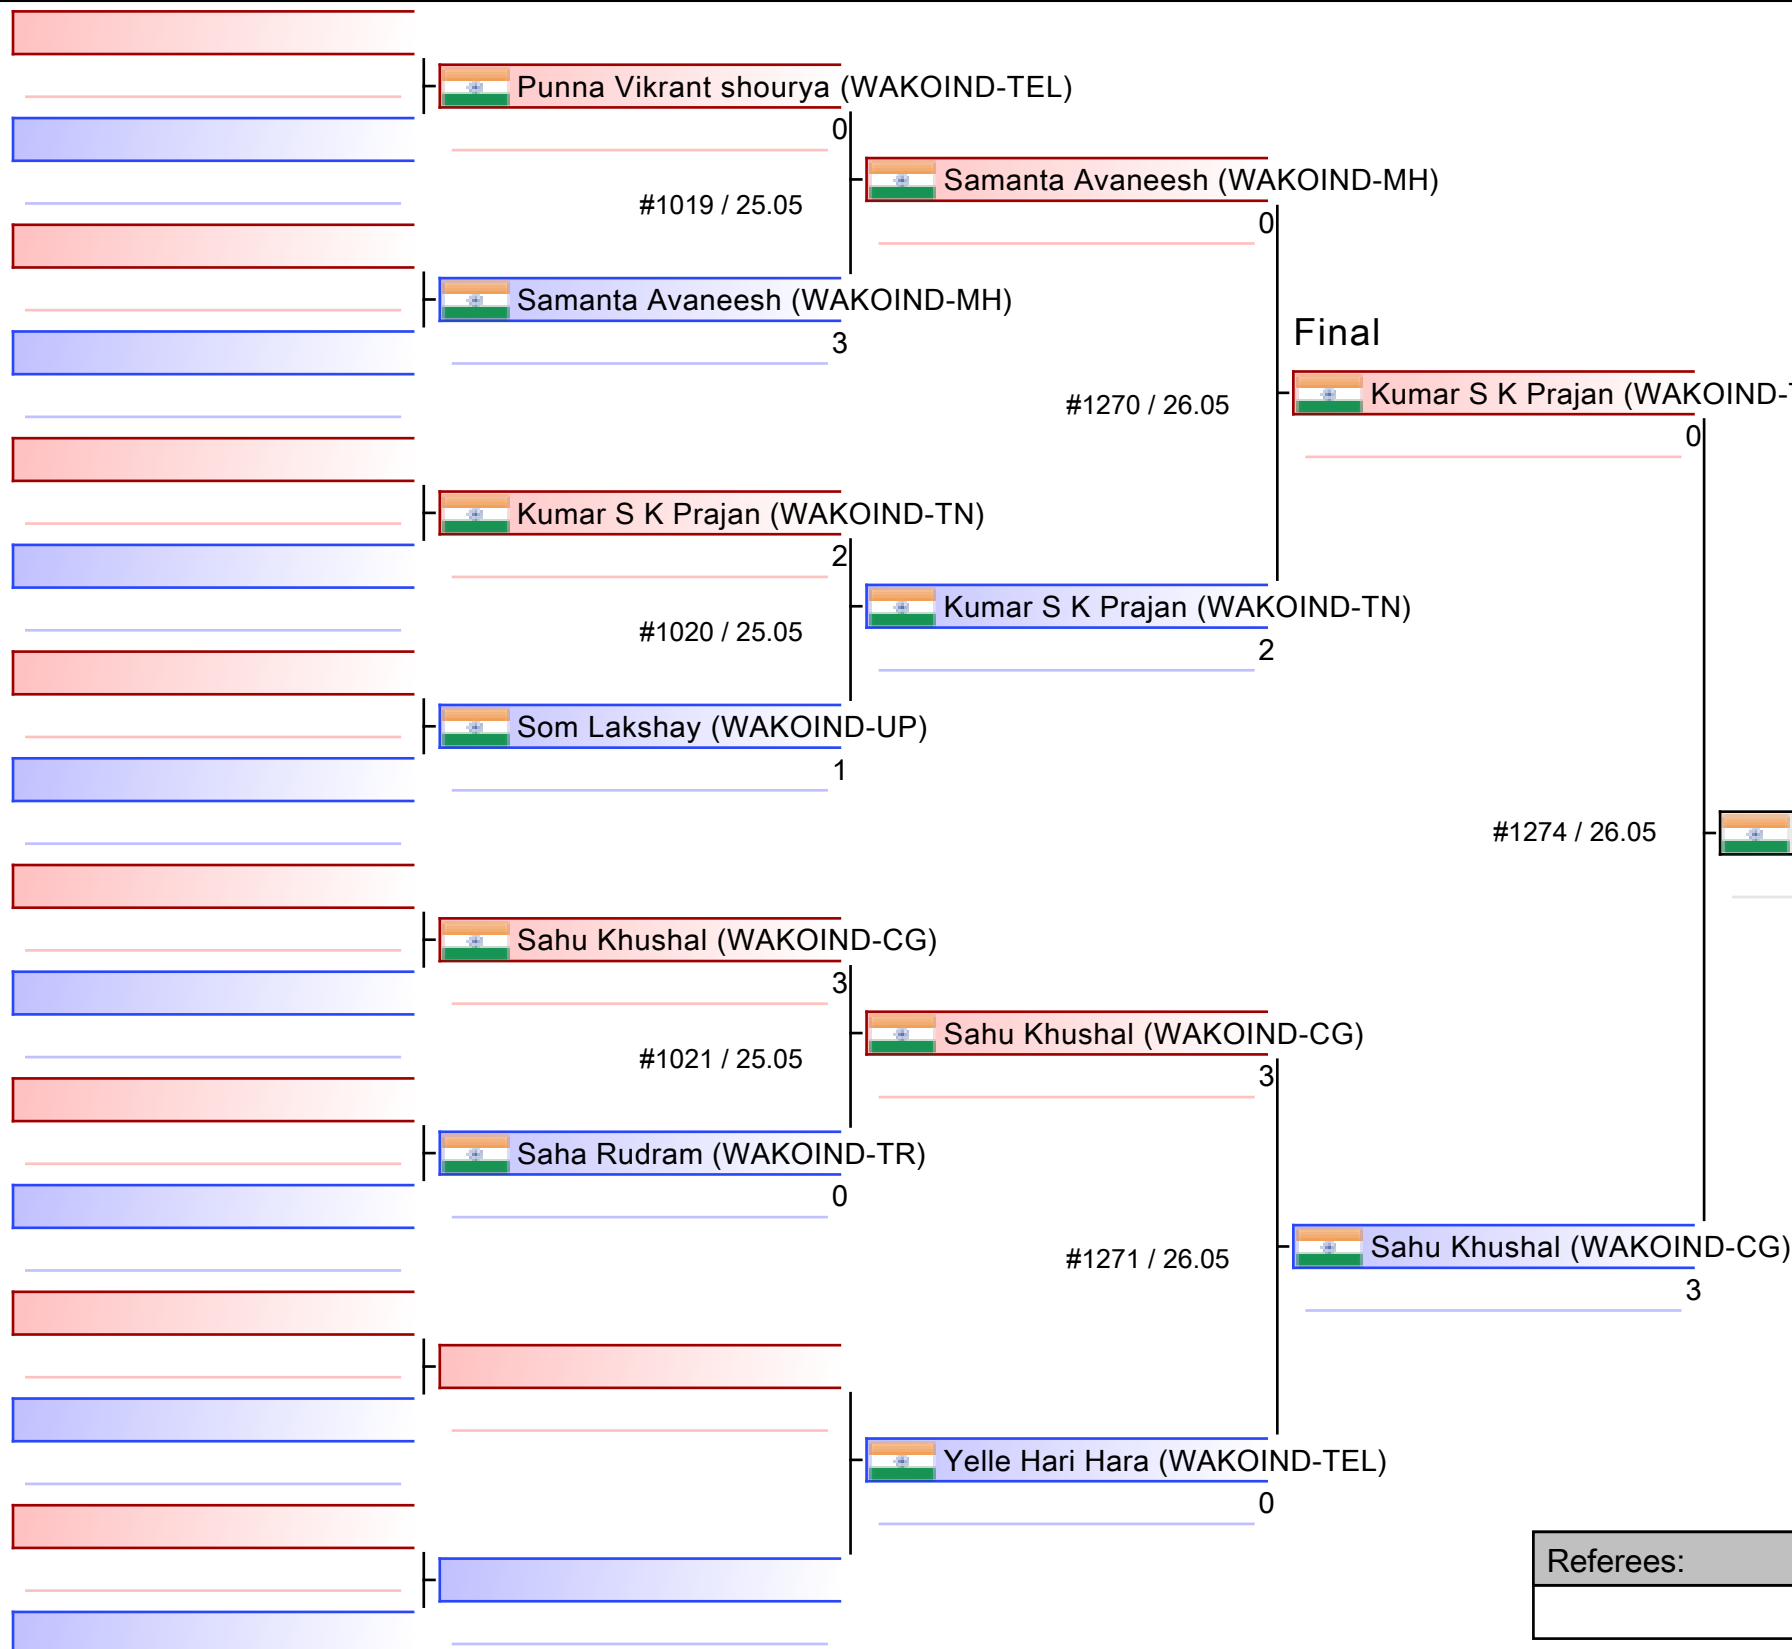 Punna Vikrant shourya (WAKOIND-TEL)
0
#1019 / 25.05
Samanta Avaneesh (WAKOIND-MH)
3
Samanta Avaneesh (WAKOIND-MH)
0
#1270 / 26.05
Final
Kumar S K Prajan (WAKOIND-
0
Kumar S K Prajan (WAKOIND-TN)
2
#1020 / 25.05
Som Lakshay (WAKOIND-UP)
1
Kumar S K Prajan (WAKOIND-TN)
2
#1274 / 26.05
Sahu Khushal (WAKOIND-CG)
3
#1021 / 25.05
Saha Rudram (WAKOIND-TR)
0
Sahu Khushal (WAKOIND-CG)
3
#1271 / 26.05
Sahu Khushal (WAKOIND-CG)
3
Yelle Hari Hara (WAKOIND-TEL)
0
Referees: